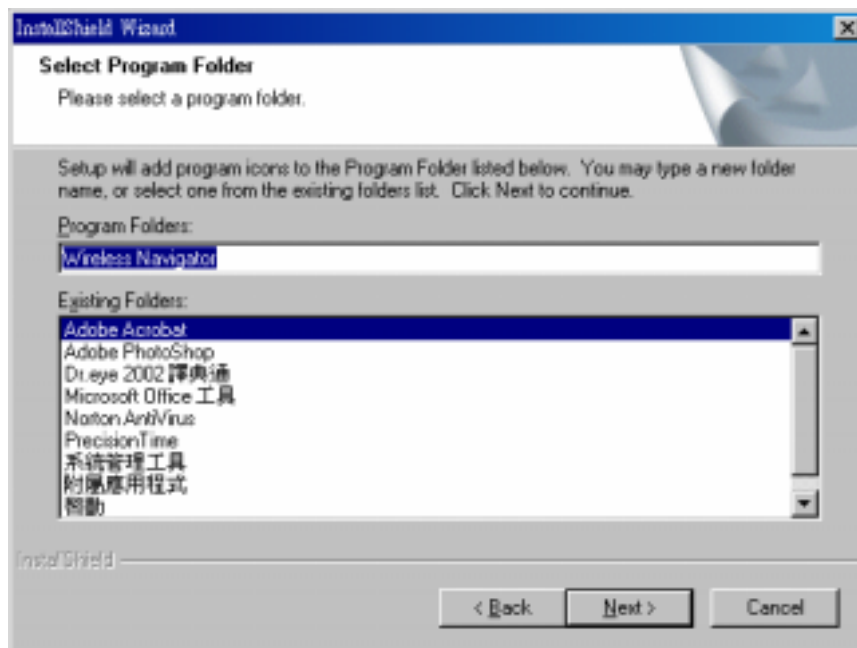 InstallShield Wizard
Select Program Folder
Please select a program folder.
Setup will add program icons to the Program Folder listed below. You may type a new folder
name, or select one from the existing folders list. Click Next to continue.
Program Folders:
Wireless Navigator
Existing Folders:
Adobe Acrobat
Adobe PhotoShop
Dr.eye 2002 譯典通
Microsoft Office 工具
Norton AntiVirus
PrecisionTime
系統管理工具
附屬應用程式
啟動
InstallShield
< Back
Next >
Cancel